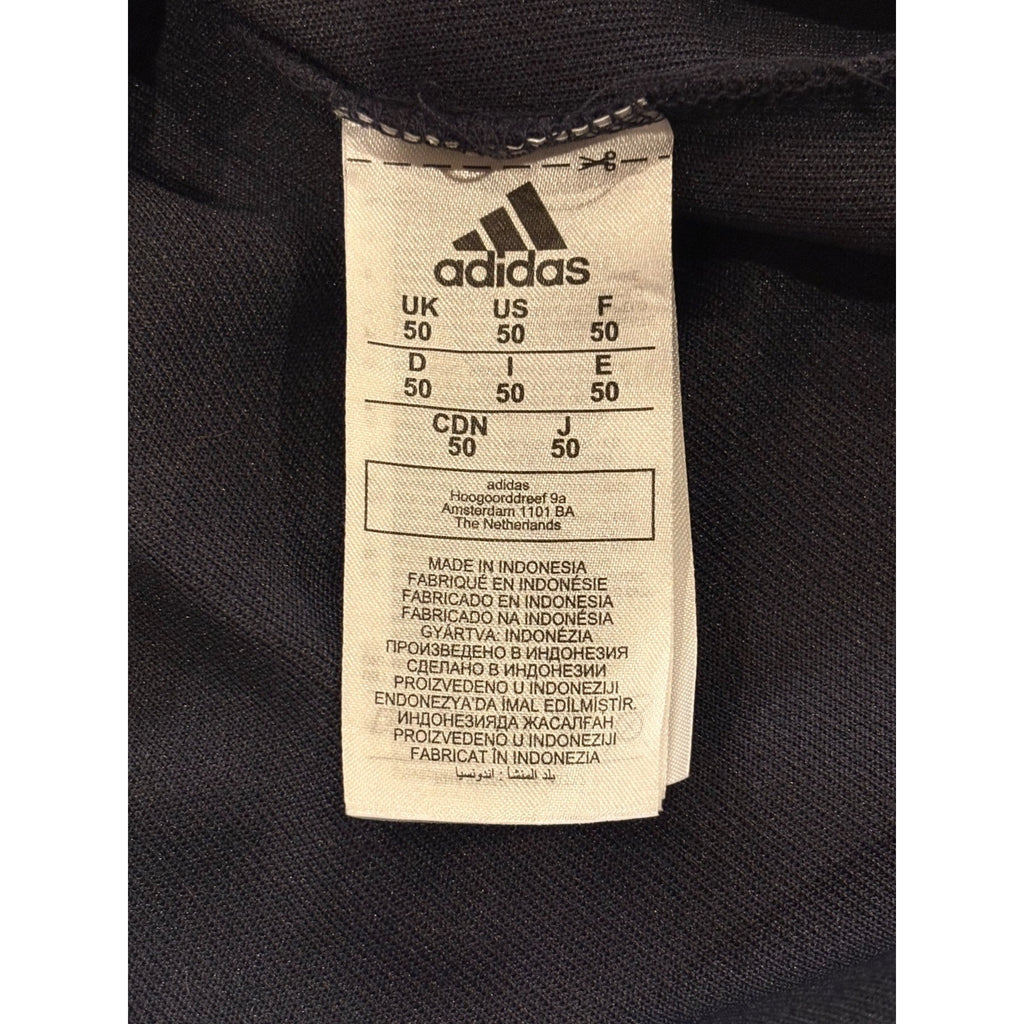 adidas
UK US F
50 50 50
D I E
50 50 50
CDN J
50 50
adidas
Hoogoorddreef 9a
Amsterdam 1101 BA
The Netherlands
MADE IN INDONESIA
FABRIQUÉ EN INDONÉSIE
FABRICADO EN INDONESIA
FABRICADO NA INDONÉSIA
GYÁRTVA: INDONÉZIA
ПРОИЗВЕДЕНО В ИНДОНЕЗИЯ
СДЕЛАНО В ИНДОНЕЗИИ
PROIZVEDENO U INDONEZIJI
ENDONEZYA'DA İMAL EDİLMİŞTİR.
ИНДОНЕЗИЯДА ЖАСАЛҒАН
PROIZVEDENO U INDONEZIJI
FABRICAT ÎN INDONEZIA
بلد المنشأ : اندونسيا